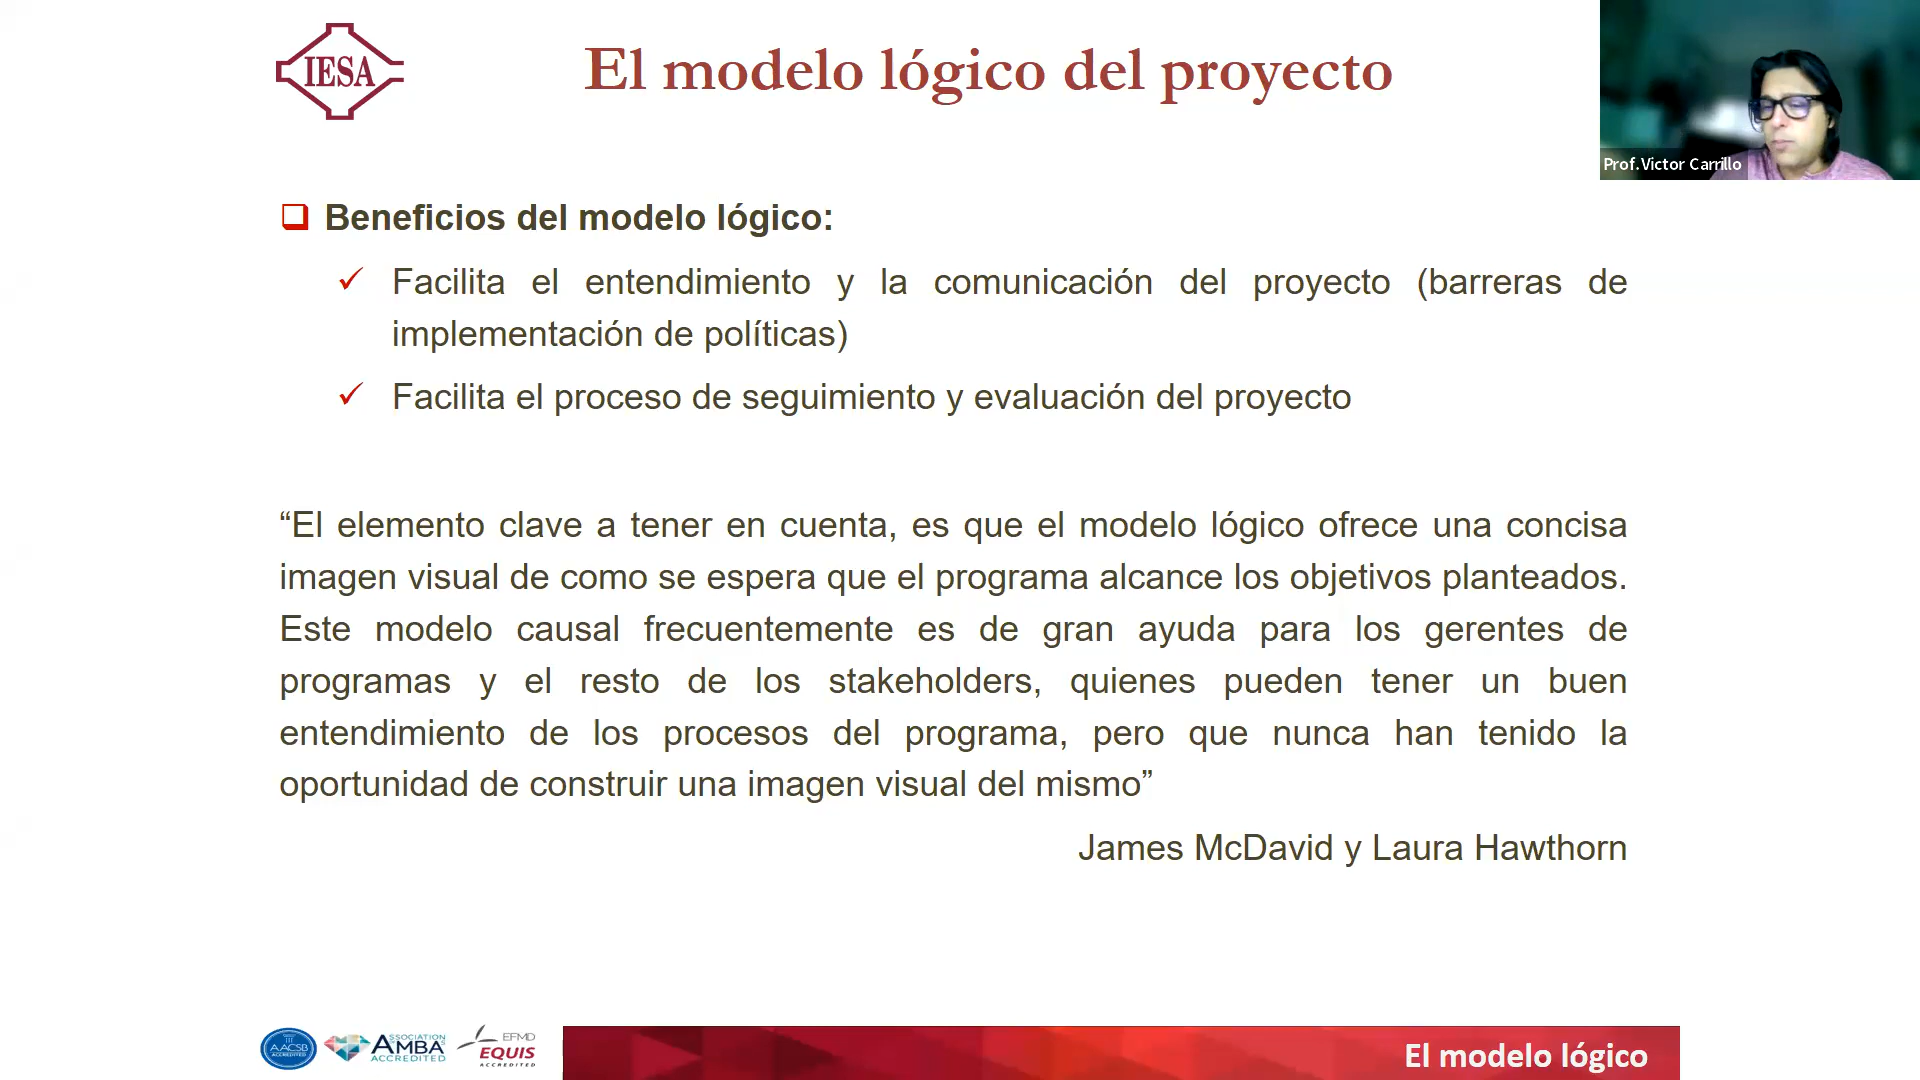 IESA
El modelo lógico del proyecto
Prof.Victor Carrillo
Beneficios del modelo lógico:
Facilita el entendimiento y la comunicación del proyecto (barreras de
implementación de políticas)
Facilita el proceso de seguimiento y evaluación del proyecto
“El elemento clave a tener en cuenta, es que el modelo lógico ofrece una concisa
imagen visual de como se espera que el programa alcance los objetivos planteados.
Este modelo causal frecuentemente es de gran ayuda para los gerentes de
programas y el resto de los stakeholders, quienes pueden tener un buen
entendimiento de los procesos del programa, pero que nunca han tenido la
oportunidad de construir una imagen visual del mismo”
James McDavid y Laura Hawthorn
AACSB
ACCREDITED
ASSOCIATION
AMBA
ACCREDITED
EFMD
EQUIS
ACCREDITED
El modelo lógico